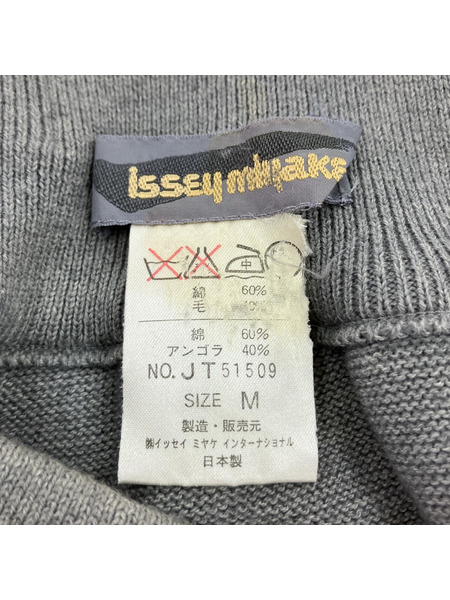 issey miyake
中
綿 60%
毛 40%
綿 60%
アンゴラ 40%
NO. JT51509
SIZE M
製造・販売元
㈱イッセイ ミヤケ インターナショナル
日本製